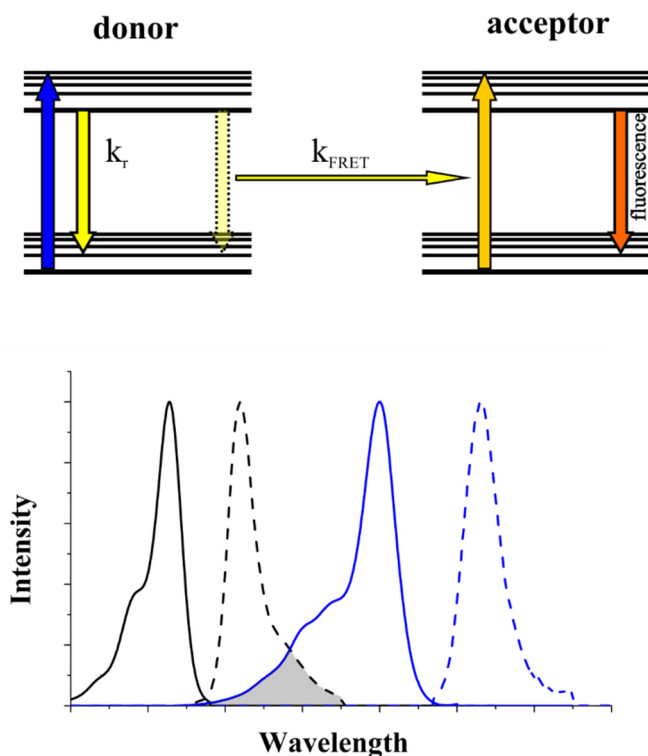 donor
acceptor
kr
kFRET
fluorescence
Intensity
Wavelength